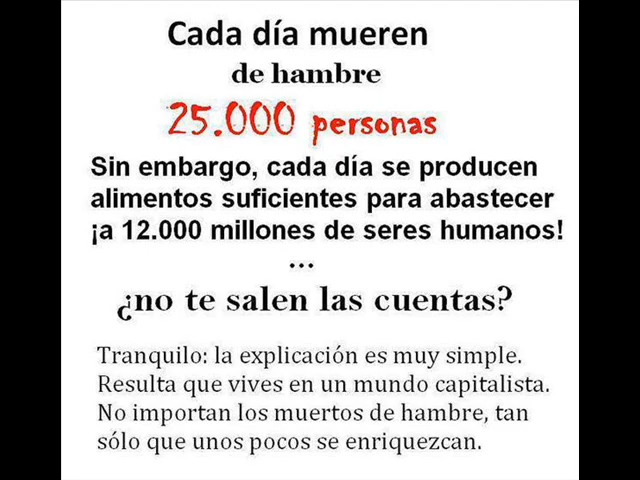 Cada día mueren
de hambre
25.000 personas
Sin embargo, cada día se producen
alimentos suficientes para abastecer
¡a 12.000 millones de seres humanos!
...
¿no te salen las cuentas?
Tranquilo: la explicación es muy simple.
Resulta que vives en un mundo capitalista.
No importan los muertos de hambre, tan
sólo que unos pocos se enriquezcan.